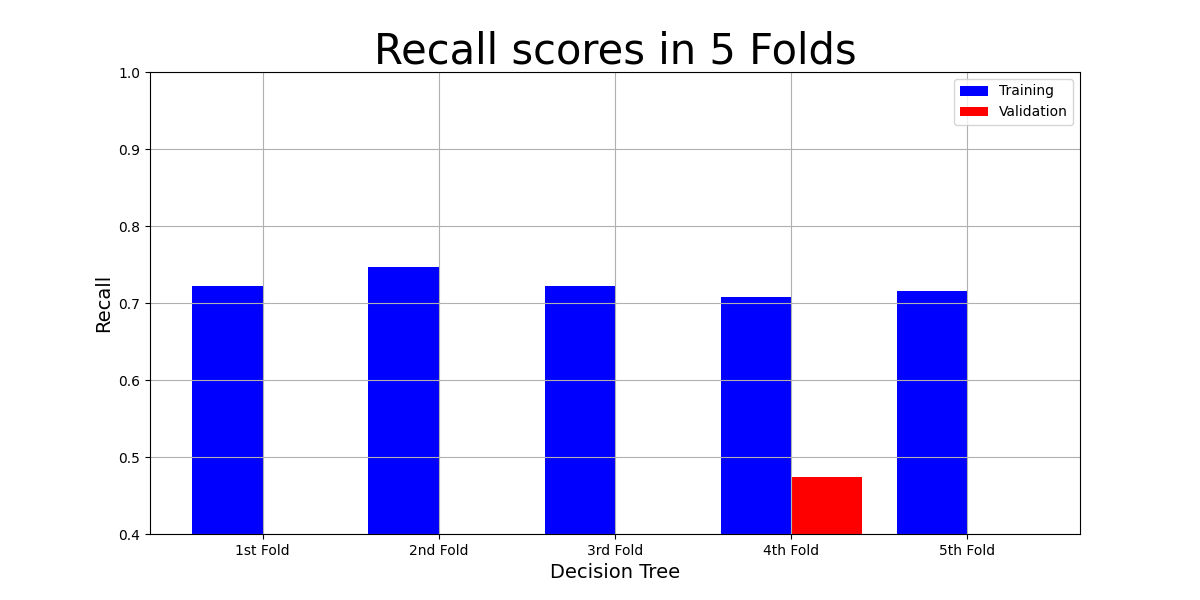 Recall scores in 5 Folds
Training
Validation
1.0
0.9
0.8
0.7
0.6
0.5
0.4
Recall
1st Fold
2nd Fold
3rd Fold
4th Fold
5th Fold
Decision Tree